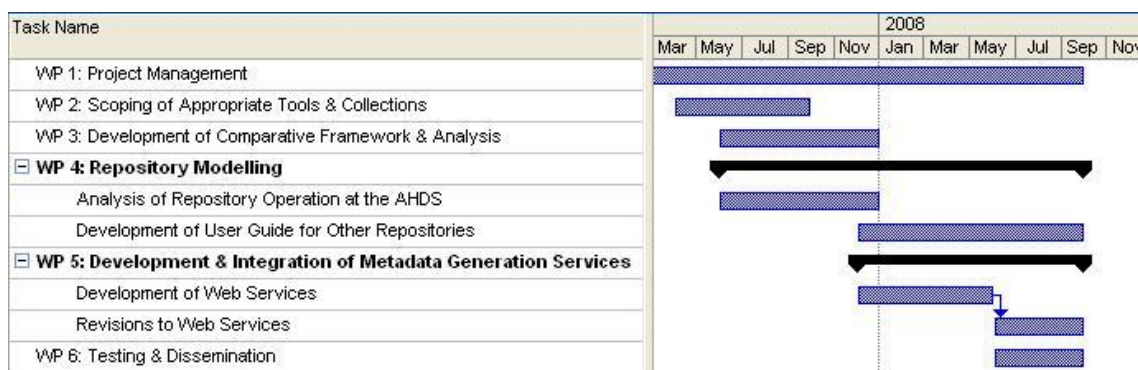 Task Name
2008
Mar May Jul Sep Nov Jan Mar May Jul Sep Nov
WP 1: Project Management
WP 2: Scoping of Appropriate Tools & Collections
WP 3: Development of Comparative Framework & Analysis
WP 4: Repository Modelling
Analysis of Repository Operation at the AHDS
Development of User Guide for Other Repositories
WP 5: Development & Integration of Metadata Generation Services
Development of Web Services
Revisions to Web Services
WP 6: Testing & Dissemination